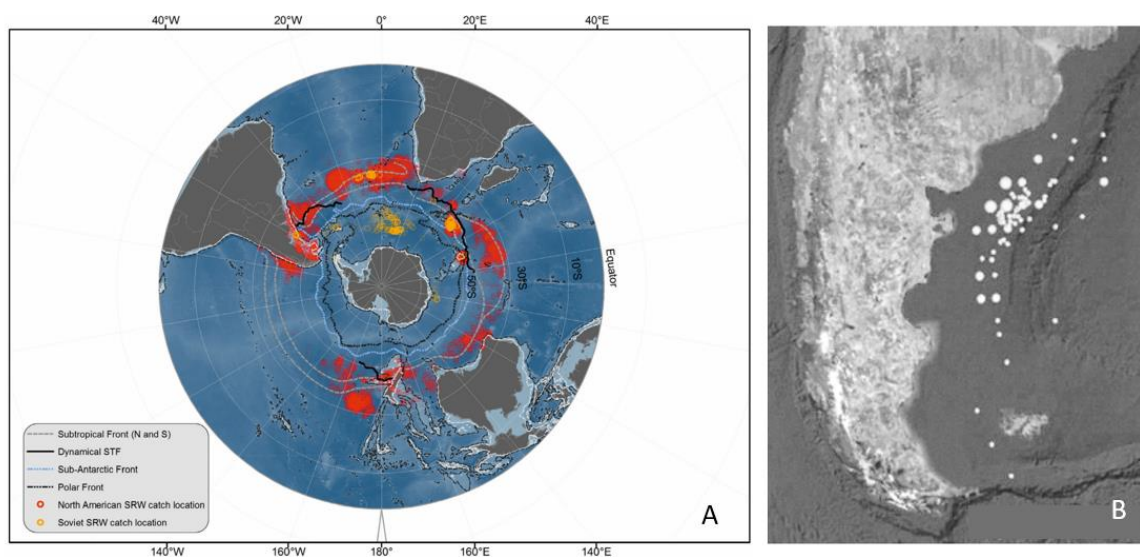 40°W 20°W 0° 20°E 40°E
Equator
10°S
30°S
50°S
Subtropical Front (N and S)
Dynamical STF
Sub-Antarctic Front
Polar Front
North American SRW catch location
Soviet SRW catch location
A
B
140°W 160°W 180° 160°E 140°E